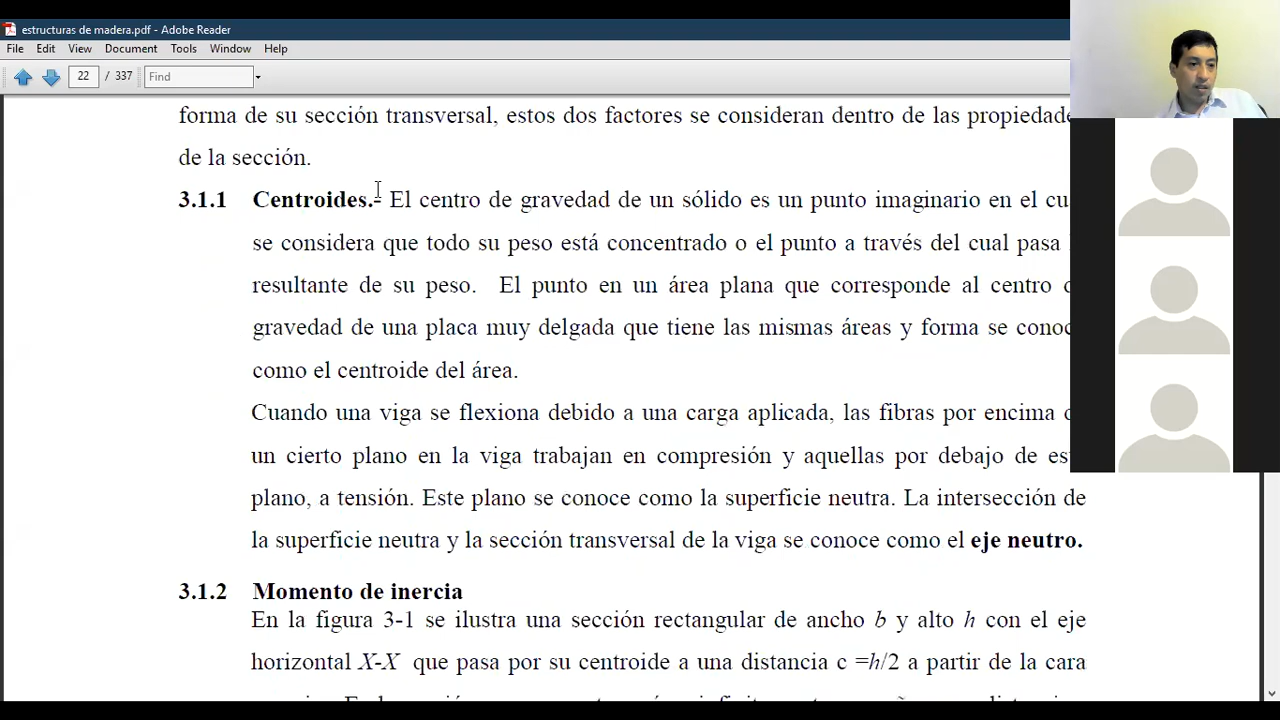 estructuras de madera.pdf - Adobe Reader
File Edit View Document Tools Window Help
22 / 337 Find
forma de su sección transversal, estos dos factores se consideran dentro de las propiedade
de la sección.
3.1.1 Centroides.- El centro de gravedad de un sólido es un punto imaginario en el cu
se considera que todo su peso está concentrado o el punto a través del cual pasa
resultante de su peso. El punto en un área plana que corresponde al centro
gravedad de una placa muy delgada que tiene las mismas áreas y forma se conoc
como el centroide del área.
Cuando una viga se flexiona debido a una carga aplicada, las fibras por encima
un cierto plano en la viga trabajan en compresión y aquellas por debajo de es
plano, a tensión. Este plano se conoce como la superficie neutra. La intersección de
la superficie neutra y la sección transversal de la viga se conoce como el eje neutro.
3.1.2 Momento de inercia
En la figura 3-1 se ilustra una sección rectangular de ancho b y alto h con el eje
horizontal X-X que pasa por su centroide a una distancia c =h/2 a partir de la cara